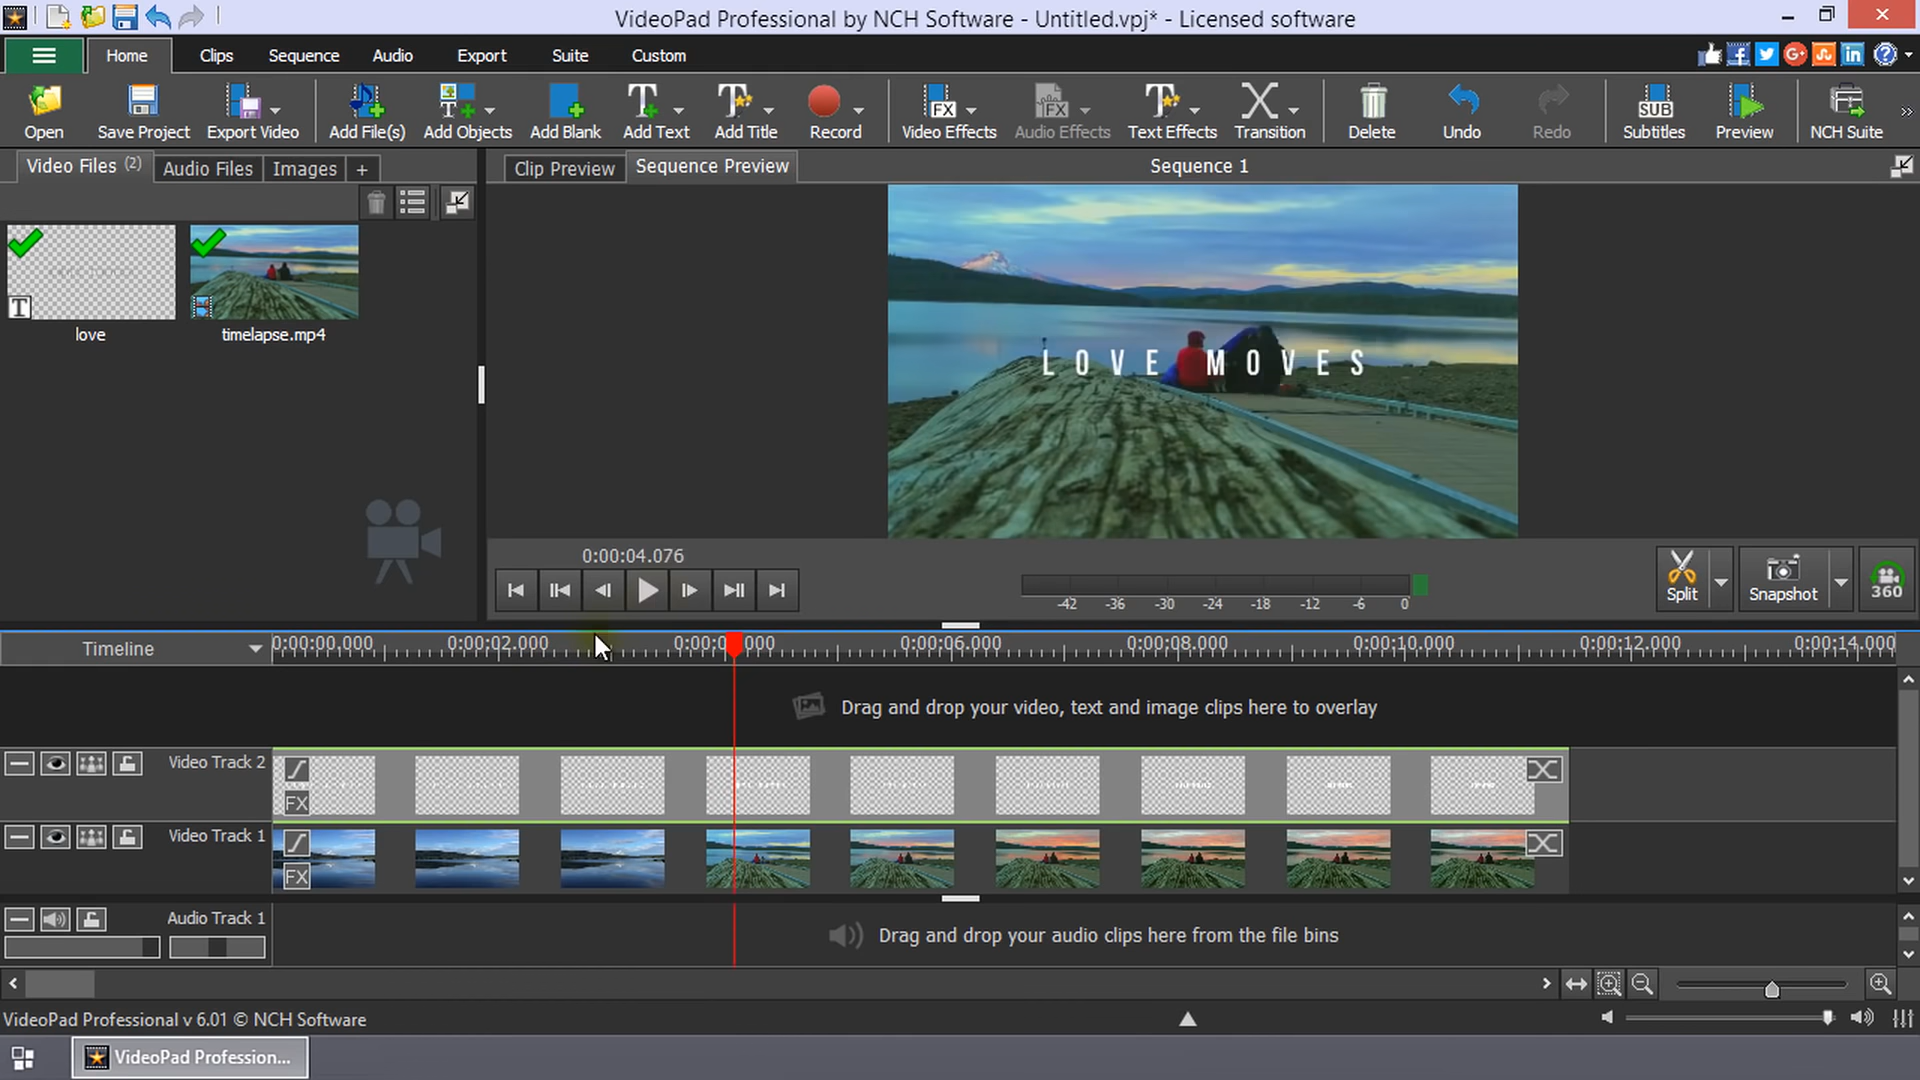 VideoPad Professional by NCH Software - Untitled.vpj* - Licensed software
Home Clips Sequence Audio Export Suite Custom
Open Save Project Export Video Add File(s) Add Objects Add Blank Add Text Add Title Record Video Effects Audio Effects Text Effects Transition Delete Undo Redo Subtitles Preview NCH Suite
Video Files (2) Audio Files Images +
Clip Preview Sequence Preview Sequence 1
love timelapse.mp4
LOVE MOVES
0:00:04.076
-42 -36 -30 -24 -18 -12 -6 0
Split Snapshot 360
Timeline
0:00:00.000 0:00:02.000 0:00:06.000 0:00:08.000 0:00:10.000 0:00:12.000 0:00:14.000
Drag and drop your video, text and image clips here to overlay
Video Track 2
FX
Video Track 1
FX
Audio Track 1
Drag and drop your audio clips here from the file bins
VideoPad Professional v 6.01 © NCH Software
VideoPad Profession...